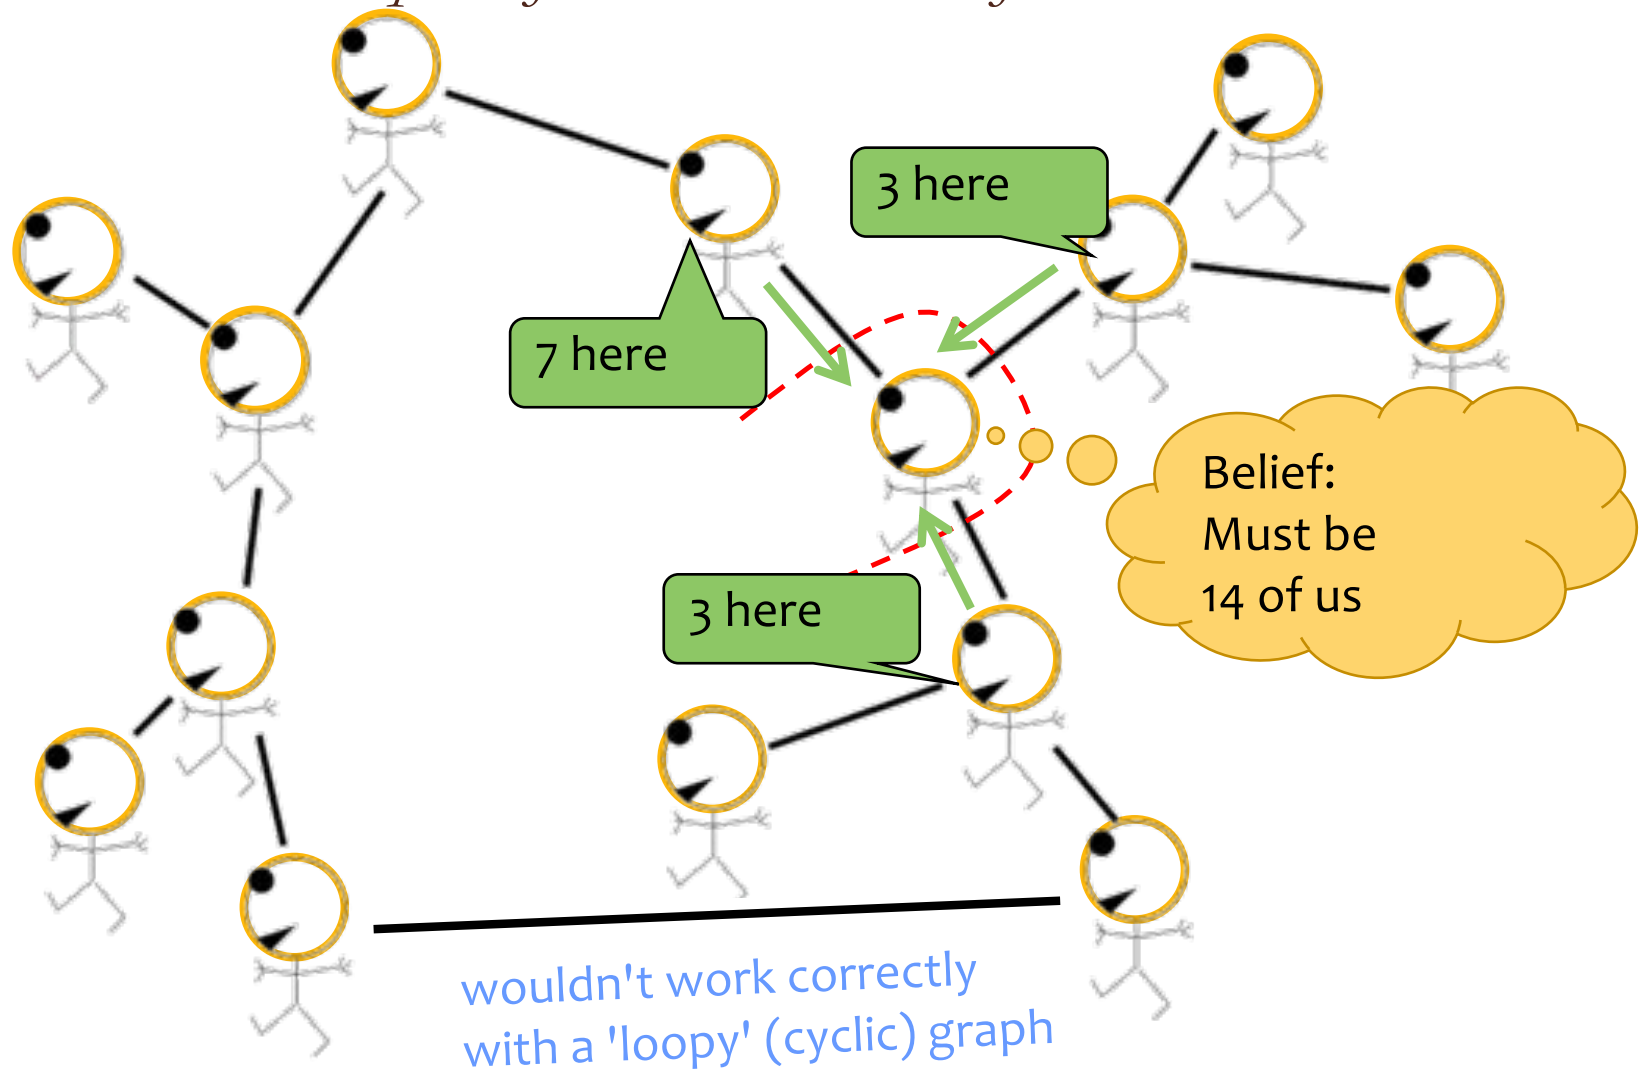 3 here
7 here
Belief:
Must be
14 of us
3 here
wouldn't work correctly
with a 'loopy' (cyclic) graph